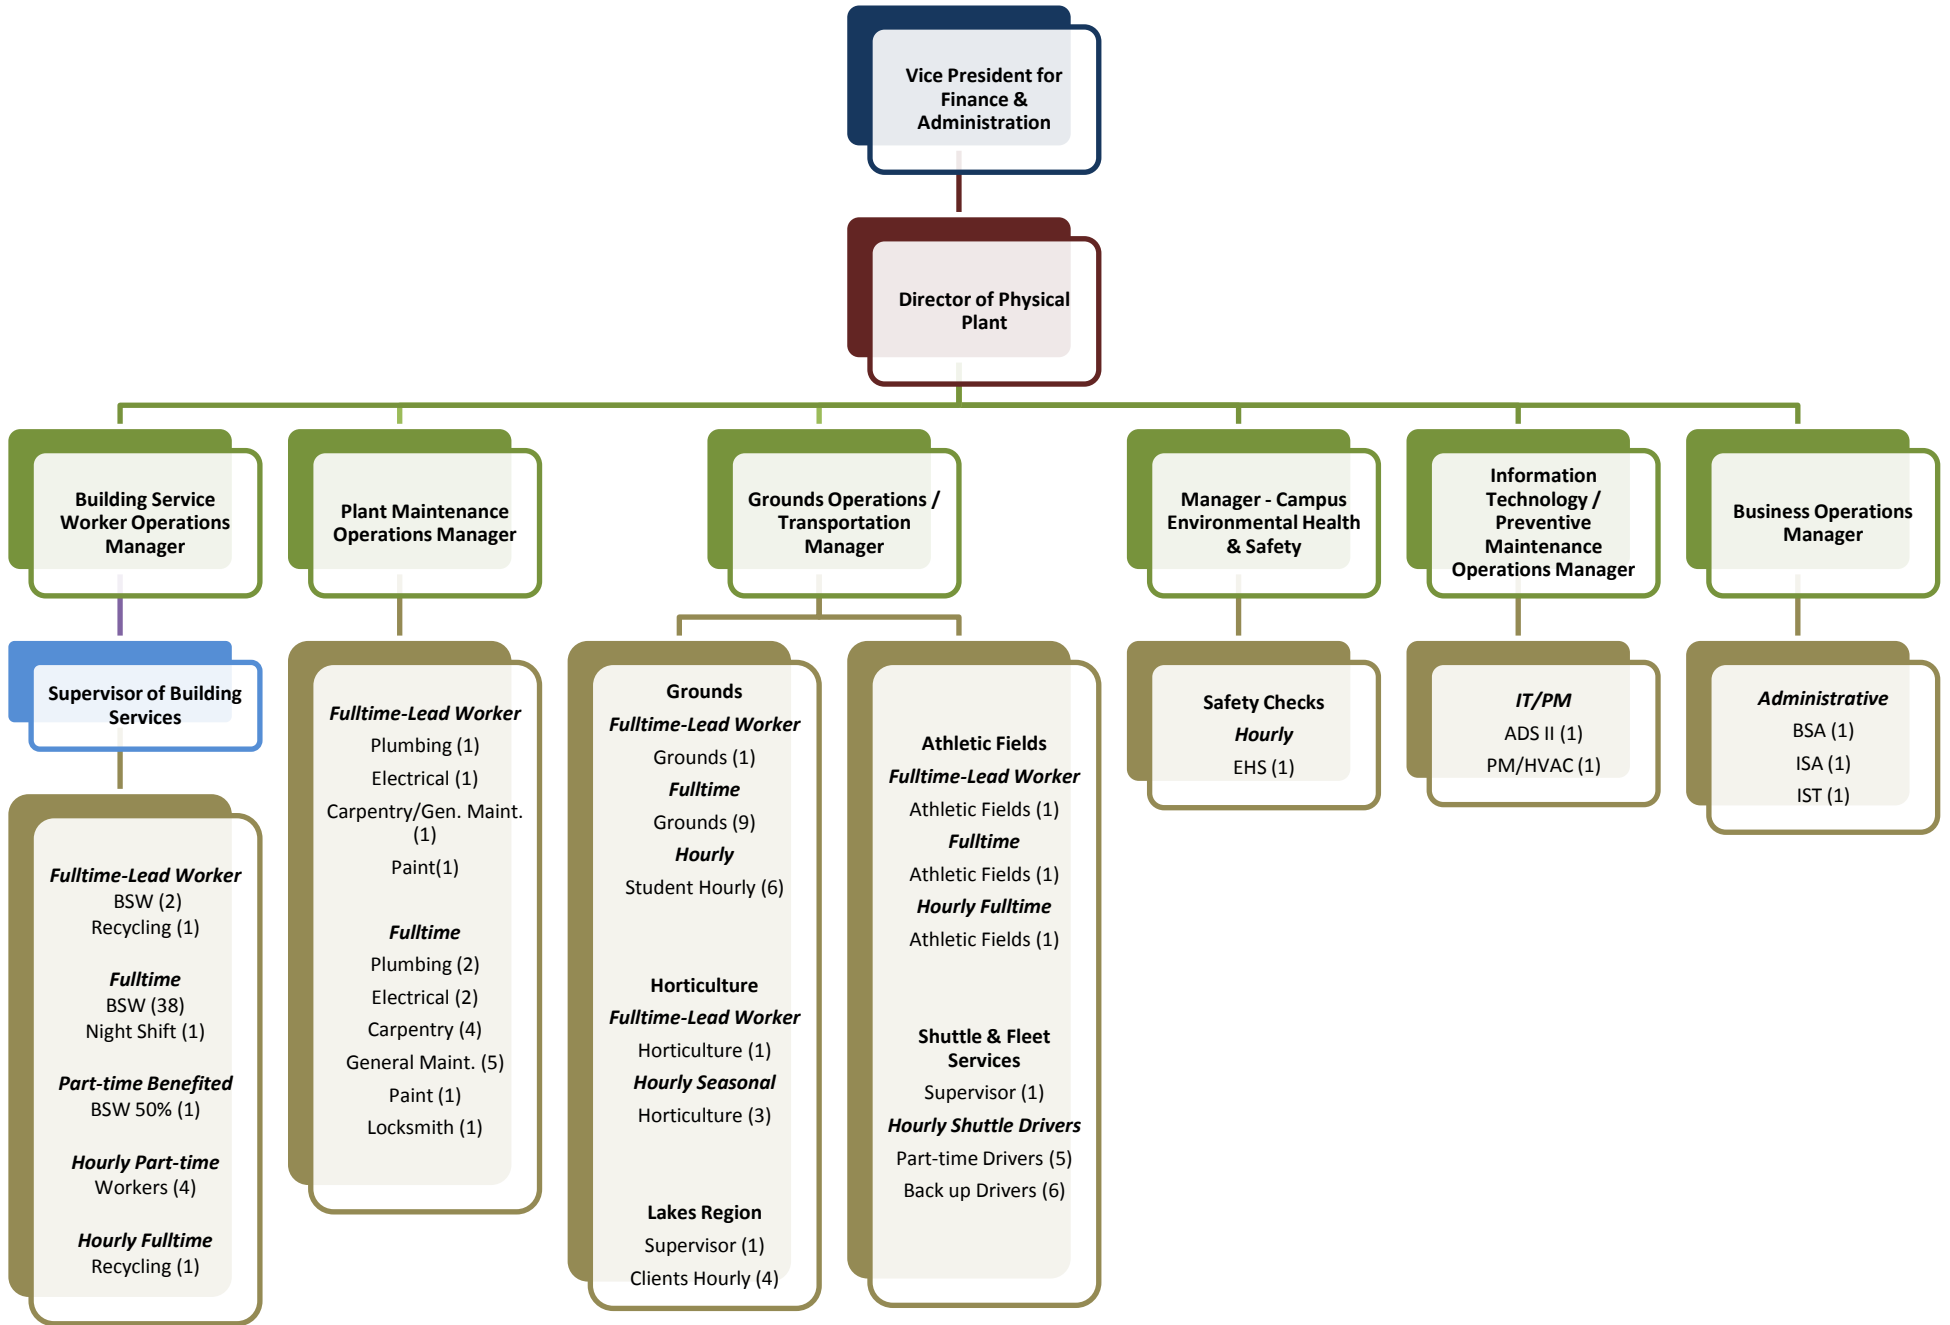 Vice President for
Finance &
Administration
Director of Physical
Plant
Building Service
Worker Operations
Manager
Plant Maintenance
Operations Manager
Grounds Operations /
Transportation
Manager
Manager - Campus
Environmental Health
& Safety
Information
Technology /
Preventive
Maintenance
Operations Manager
Business Operations
Manager
Supervisor of Building
Services
Fulltime-Lead Worker
BSW (2)
Recycling (1)
Fulltime
BSW (38)
Night Shift (1)
Part-time Benefited
BSW 50% (1)
Hourly Part-time
Workers (4)
Hourly Fulltime
Recycling (1)
Fulltime-Lead Worker
Plumbing (1)
Electrical (1)
Carpentry/Gen. Maint.
(1)
Paint(1)
Fulltime
Plumbing (2)
Electrical (2)
Carpentry (4)
General Maint. (5)
Paint (1)
Locksmith (1)
Grounds
Fulltime-Lead Worker
Grounds (1)
Fulltime
Grounds (9)
Hourly
Student Hourly (6)
Horticulture
Fulltime-Lead Worker
Horticulture (1)
Hourly Seasonal
Horticulture (3)
Lakes Region
Supervisor (1)
Clients Hourly (4)
Athletic Fields
Fulltime-Lead Worker
Athletic Fields (1)
Fulltime
Athletic Fields (1)
Hourly Fulltime
Athletic Fields (1)
Shuttle & Fleet
Services
Supervisor (1)
Hourly Shuttle Drivers
Part-time Drivers (5)
Back up Drivers (6)
Safety Checks
Hourly
EHS (1)
IT/PM
ADS II (1)
PM/HVAC (1)
Administrative
BSA (1)
ISA (1)
IST (1)